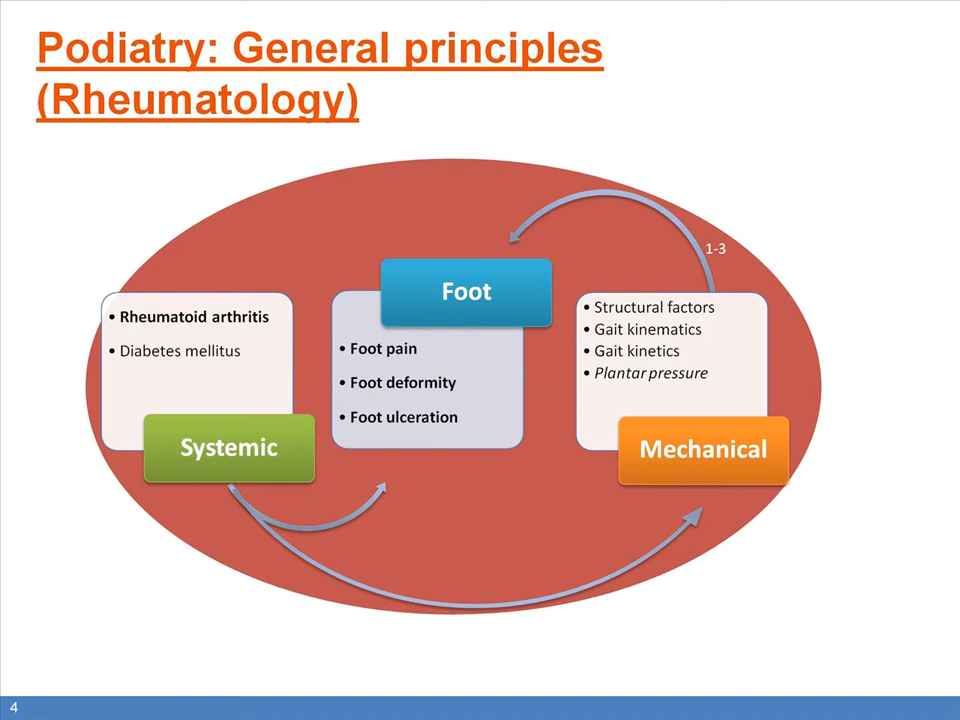 Podiatry: General principles
(Rheumatology)
1-3
Foot
• Rheumatoid arthritis
• Diabetes mellitus
Systemic
• Foot pain
• Foot deformity
• Foot ulceration
• Structural factors
• Gait kinematics
• Gait kinetics
• Plantar pressure
Mechanical
4